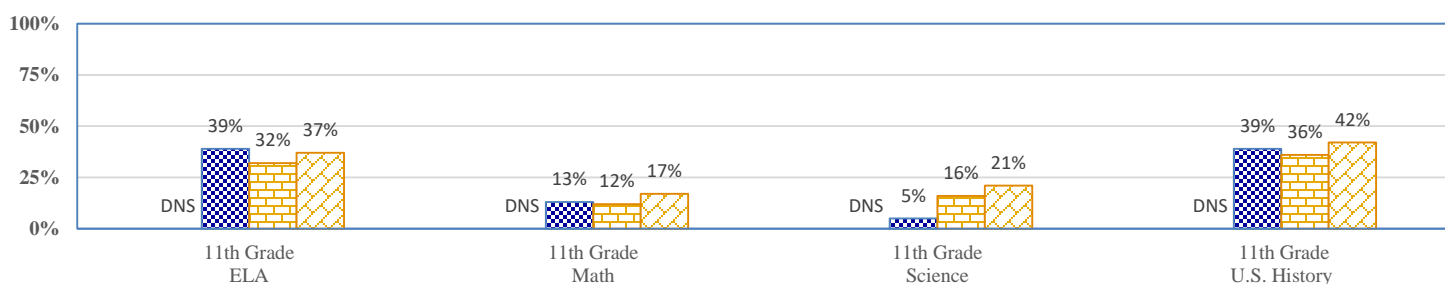 100%
75%
50%
25%
0%
DNS 39% 32% 37%
DNS 13% 12% 17%
DNS 5% 16% 21%
DNS 39% 36% 42%
11th Grade
ELA
11th Grade
Math
11th Grade
Science
11th Grade
U.S. History